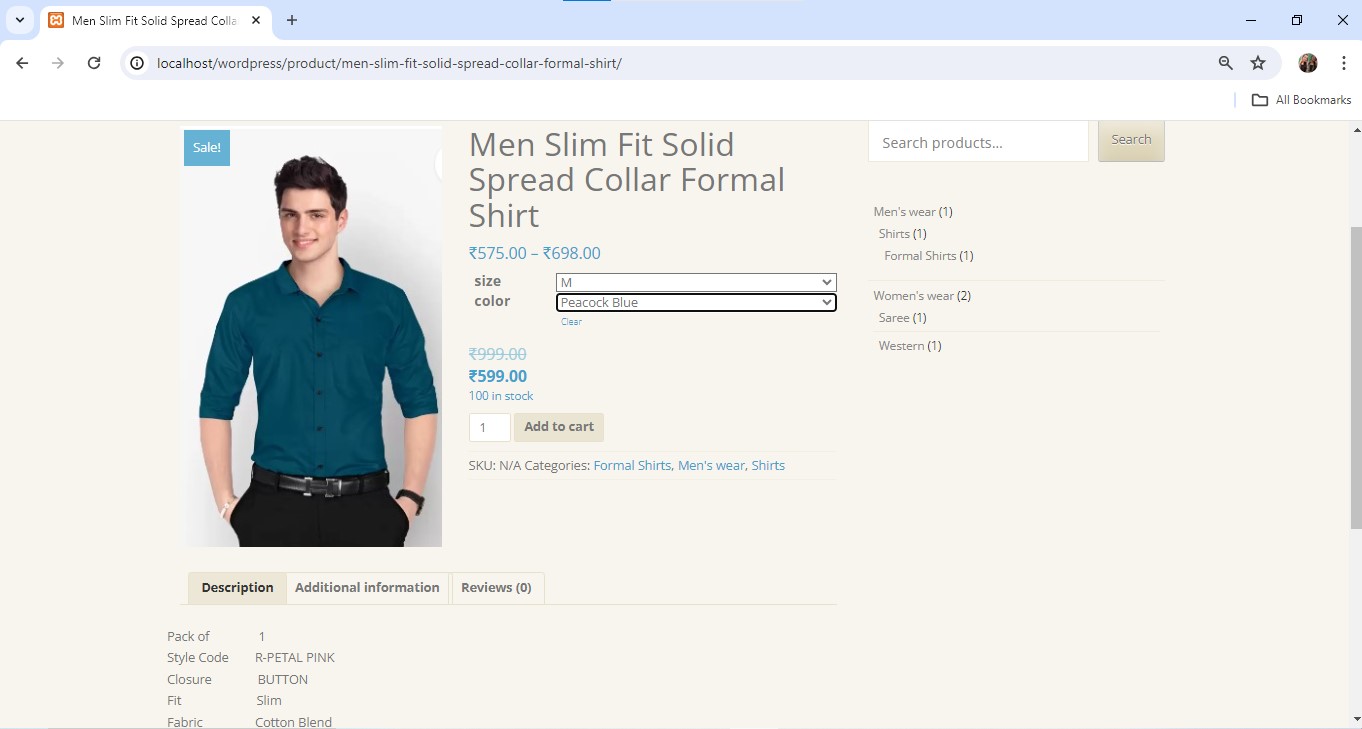 Men Slim Fit Solid Spread Colla
localhost/wordpress/product/men-slim-fit-solid-spread-collar-formal-shirt/
All Bookmarks
Sale!
Men Slim Fit Solid
Spread Collar Formal
Shirt
₹575.00 – ₹698.00
size M
color Peacock Blue
Clear
₹999.00
₹599.00
100 in stock
1 Add to cart
SKU: N/A Categories: Formal Shirts, Men's wear, Shirts
Search products...
Search
Men's wear (1)
Shirts (1)
Formal Shirts (1)
Women's wear (2)
Saree (1)
Western (1)
Description Additional information Reviews (0)
Pack of 1
Style Code R-PETAL PINK
Closure BUTTON
Fit Slim
Fabric Cotton Blend